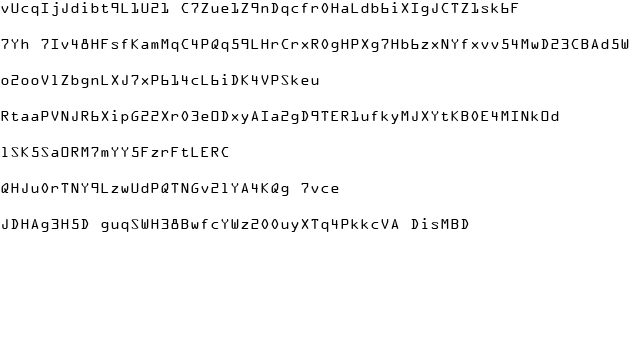 vUcqIjJdibt9L1U21 C7Zue1Z9nDqcfr0HaLdb6iXIgJCTZ1sk6F
7Yh 7Iv48HFsfKamMqC4PQq59LHrCrxR0gHPXg7Hb6zxNYfxvv54MwD23CBAd5W
o2ooV1ZbgnLXJ7xP614cL6iDK4VPSkeu
RtaaPVNJR6XipG22Xr03eODxyAIa2gD9TER1ufkyMJXYtKB0E4MINkOd
1SK5SaORM7mYY5FzrFtLERC
QHJu0rTNY9LzwUdPQTNGv21YA4KQg 7vce
JDHAg3H5D guqSWH38BwfcYWz200uyXTq4PkkcVA DisMBD